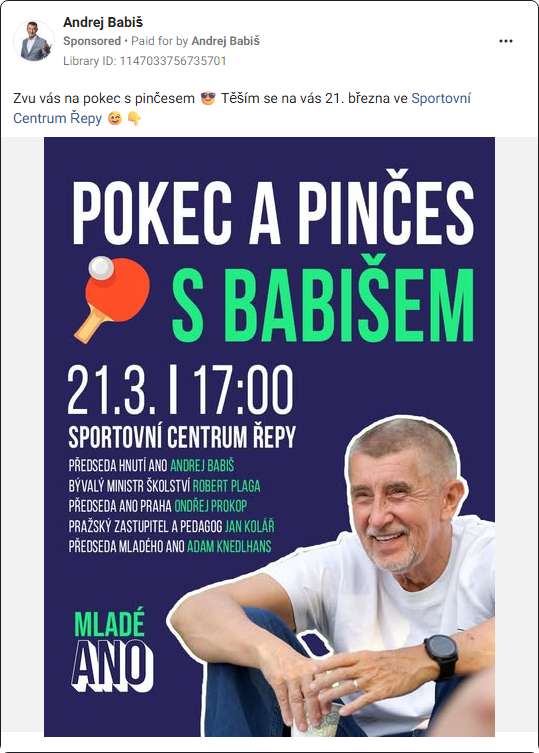 Andrej Babiš
Sponsored • Paid for by Andrej Babiš
Library ID: 1147033756735701
Zvu vás na pokec s pinčesem 😎 Těším se na vás 21. března ve Sportovní
Centrum Řepy 😊 👇
POKEC A PINČES
S BABIŠEM
21.3. I 17:00
SPORTOVNÍ CENTRUM ŘEPY
PŘEDSEDA HNUTÍ ANO ANDREJ BABIŠ
BÝVALÝ MINISTR ŠKOLSTVÍ ROBERT PLAGA
PŘEDSEDA ANO PRAHA ONDŘEJ PROKOP
PRAŽSKÝ ZASTUPITEL A PEDAGOG JAN KOLÁŘ
PŘEDSEDA MLADÉHO ANO ADAM KNEDLHANS
MLADÉ
ANO